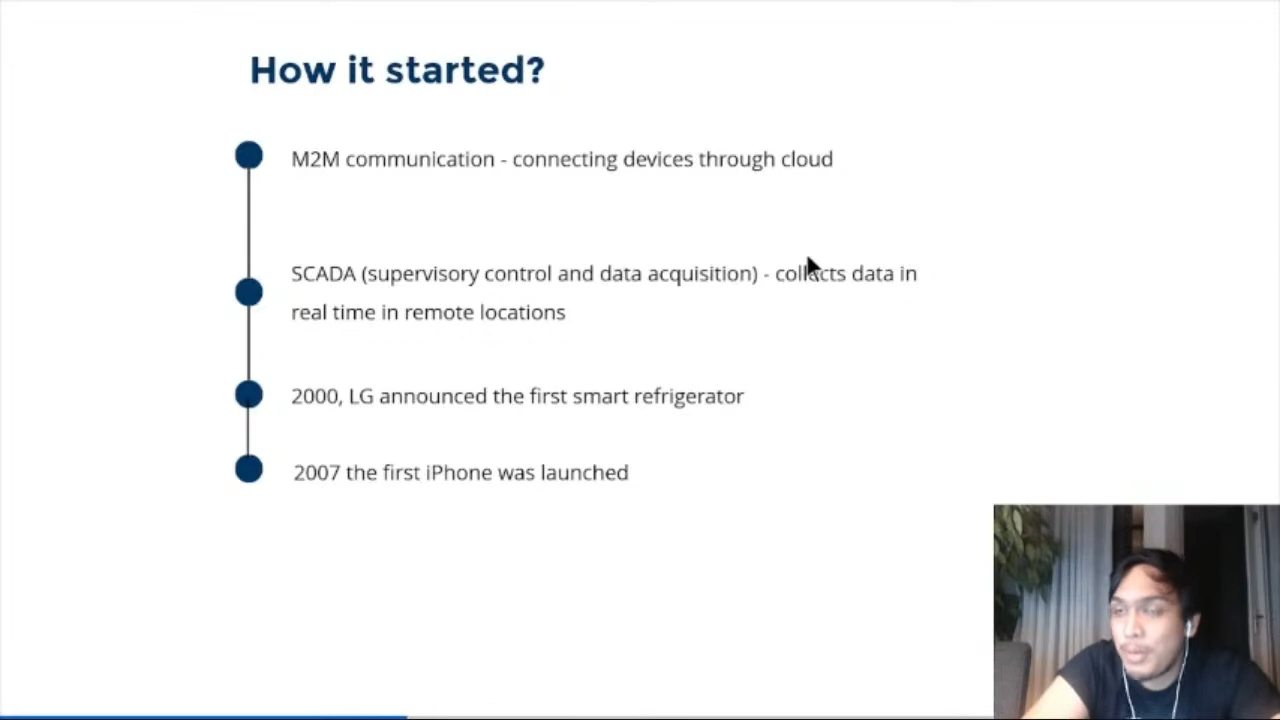 How it started?
M2M communication - connecting devices through cloud
SCADA (supervisory control and data acquisition) - collects data in
real time in remote locations
2000, LG announced the first smart refrigerator
2007 the first iPhone was launched